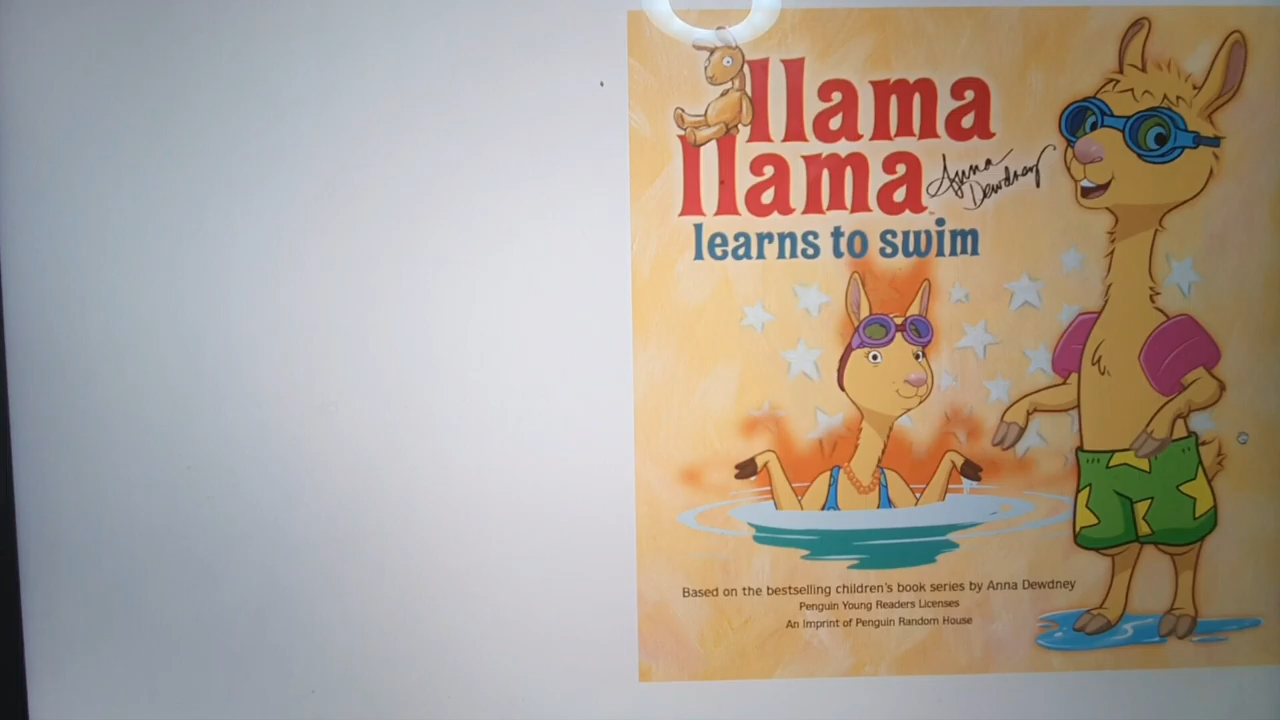 llama
llama™
Anna
Dewdney
learns to swim
Based on the bestselling children's book series by Anna Dewdney
Penguin Young Readers Licenses
An Imprint of Penguin Random House